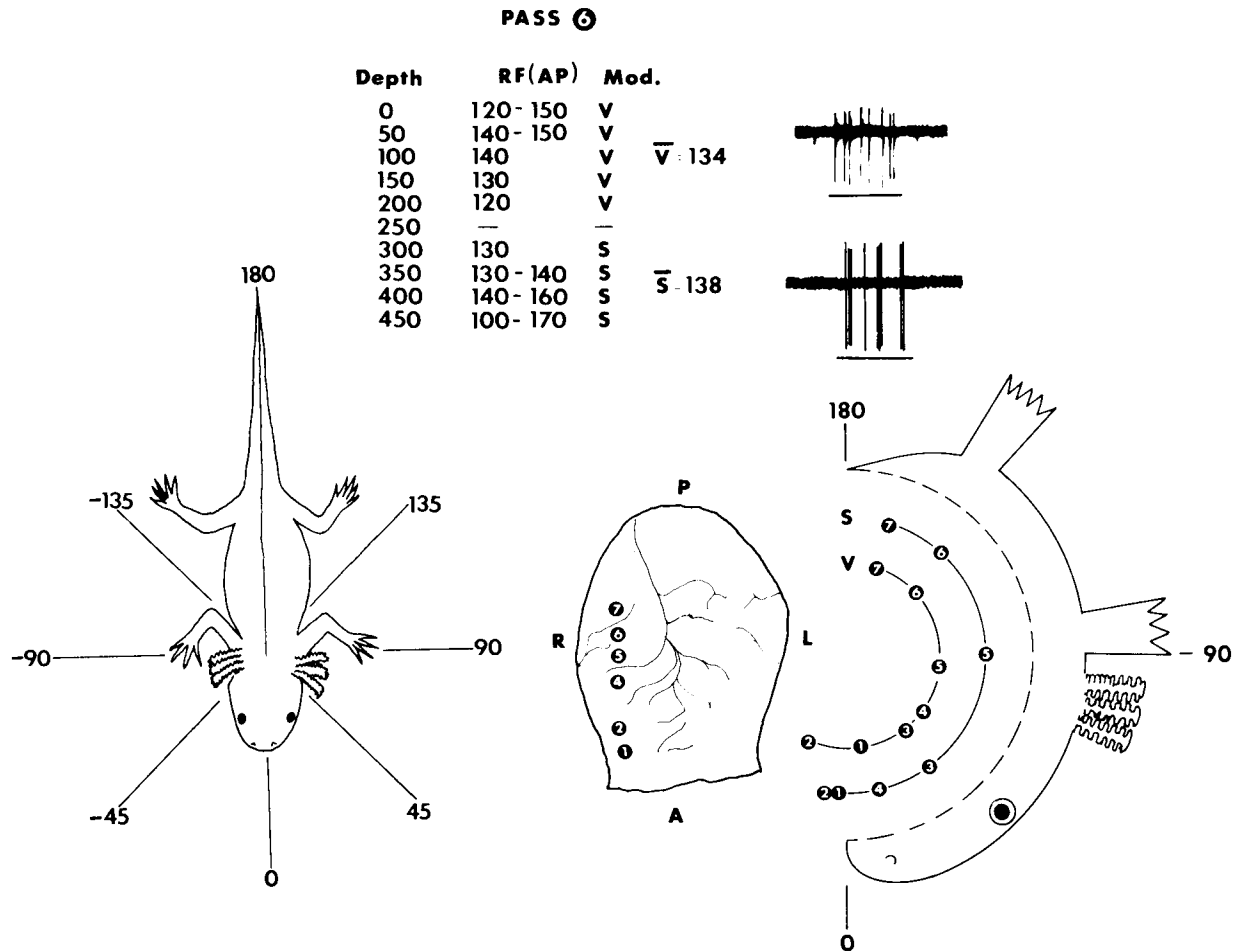 PASS 6
Depth RF(AP) Mod.
0 120-150 V
50 140-150 V
100 140 V
150 130 V
200 120 V
250 — —
300 130 S
350 130-140 S
400 140-160 S
450 100-170 S
V̅ : 134
S̅ - 138
180
-135
135
-90
90
-45
45
0
P
R
L
A
7
6
5
4
2
1
180
S
7
6
5
3
4
2 1
V
7
6
5
4
3
1
2
90
0